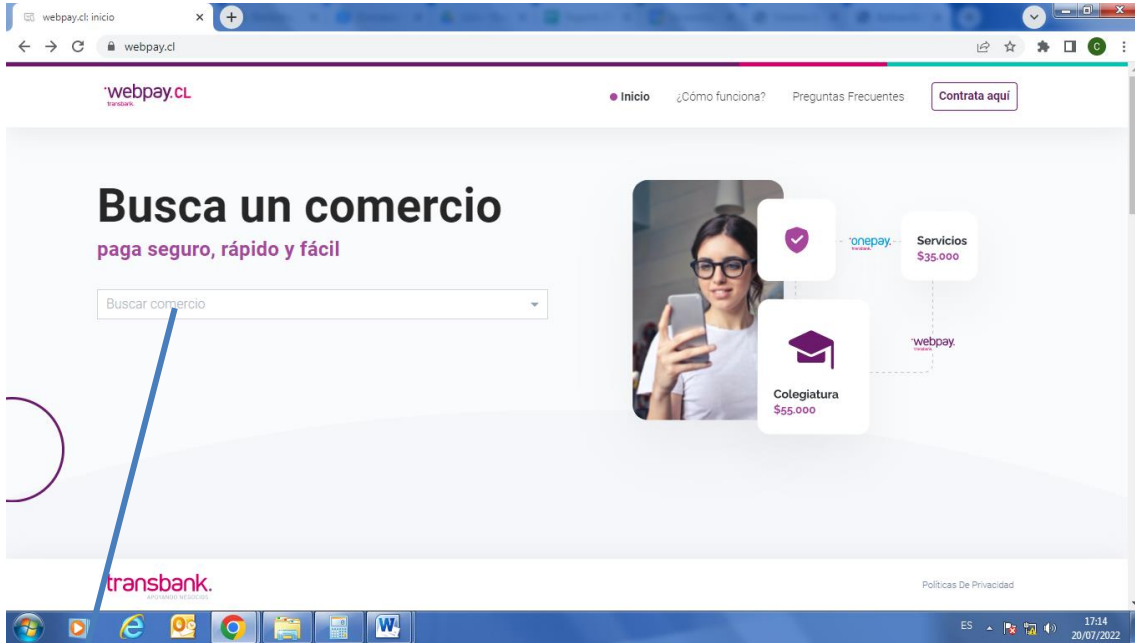 webpay.cl: inicio
webpay.cl
webpay.CL
transbank.
Inicio
¿Cómo funciona?
Preguntas Frecuentes
Contrata aquí
Busca un comercio
paga seguro, rápido y fácil
Buscar comercio
onepay.
Servicios
$35.000
webpay.
Colegiatura
$55.000
transbank.
APOYANDO NEGOCIOS
Políticas De Privacidad
ES
17:14
20/07/2022